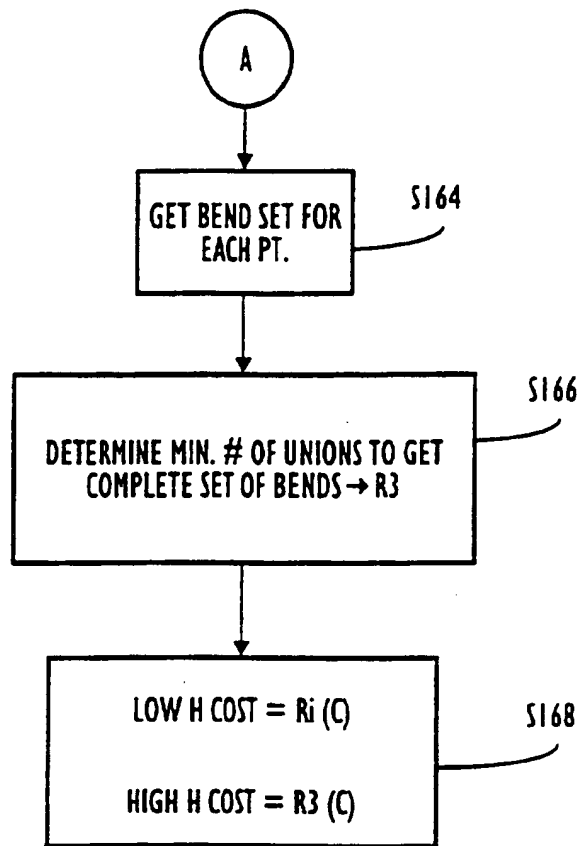 A
GET BEND SET FOR
EACH PT.
S164
DETERMINE MIN. # OF UNIONS TO GET
COMPLETE SET OF BENDS → R3
S166
LOW H COST = Ri (C)
HIGH H COST = R3 (C)
S168